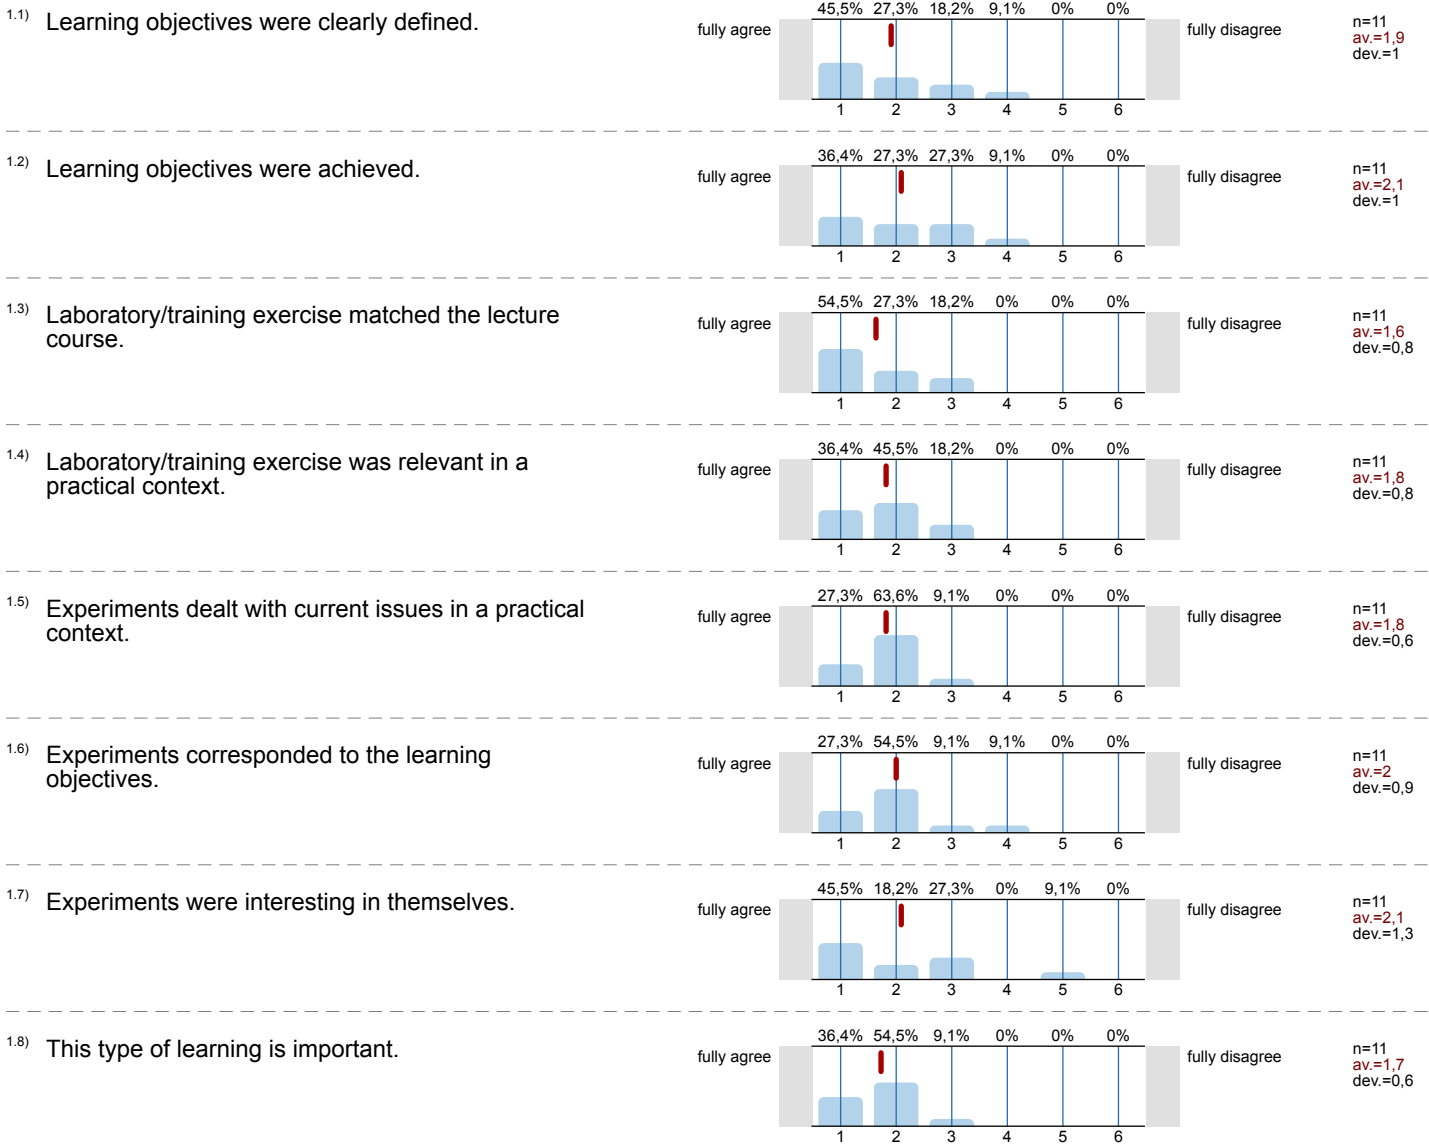 45,5% 27,3% 18,2% 9,1% 0% 0%
1.1) Learning objectives were clearly defined.
fully agree
fully disagree
n=11
av.=1,9
dev.=1
1 2 3 4 5 6
36,4% 27,3% 27,3% 9,1% 0% 0%
1.2) Learning objectives were achieved.
fully agree
fully disagree
n=11
av.=2,1
dev.=1
1 2 3 4 5 6
54,5% 27,3% 18,2% 0% 0% 0%
1.3) Laboratory/training exercise matched the lecture
course.
fully agree
fully disagree
n=11
av.=1,6
dev.=0,8
1 2 3 4 5 6
36,4% 45,5% 18,2% 0% 0% 0%
1.4) Laboratory/training exercise was relevant in a
practical context.
fully agree
fully disagree
n=11
av.=1,8
dev.=0,8
1 2 3 4 5 6
27,3% 63,6% 9,1% 0% 0% 0%
1.5) Experiments dealt with current issues in a practical
context.
fully agree
fully disagree
n=11
av.=1,8
dev.=0,6
1 2 3 4 5 6
27,3% 54,5% 9,1% 9,1% 0% 0%
1.6) Experiments corresponded to the learning
objectives.
fully agree
fully disagree
n=11
av.=2
dev.=0,9
1 2 3 4 5 6
45,5% 18,2% 27,3% 0% 9,1% 0%
1.7) Experiments were interesting in themselves.
fully agree
fully disagree
n=11
av.=2,1
dev.=1,3
1 2 3 4 5 6
36,4% 54,5% 9,1% 0% 0% 0%
1.8) This type of learning is important.
fully agree
fully disagree
n=11
av.=1,7
dev.=0,6
1 2 3 4 5 6